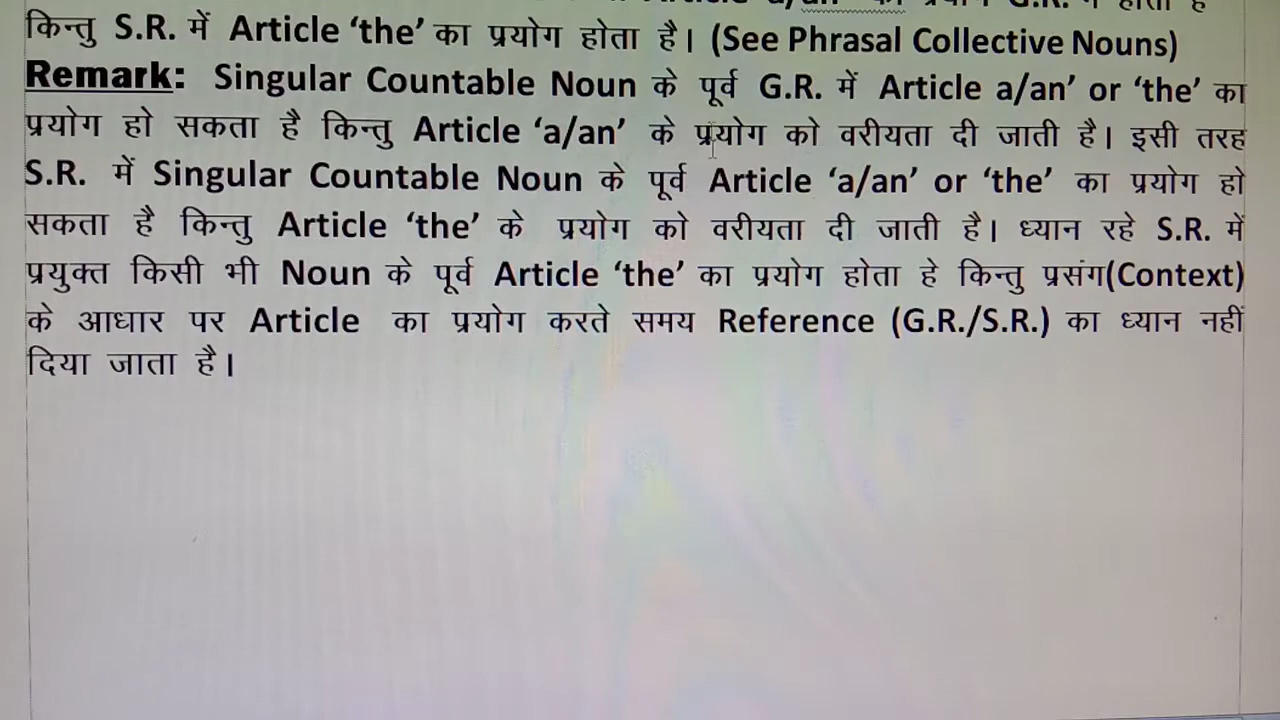 किन्तु S.R. में Article ‘the’ का प्रयोग होता है। (See Phrasal Collective Nouns)
Remark: Singular Countable Noun के पूर्व G.R. में Article a/an’ or ‘the’ का
प्रयोग हो सकता है किन्तु Article ‘a/an’ के प्रयोग को वरीयता दी जाती है। इसी तरह
S.R. में Singular Countable Noun के पूर्व Article ‘a/an’ or ‘the’ का प्रयोग हो
सकता है किन्तु Article ‘the’ के प्रयोग को वरीयता दी जाती है। ध्यान रहे S.R. में
प्रयुक्त किसी भी Noun के पूर्व Article ‘the’ का प्रयोग होता हे किन्तु प्रसंग(Context)
के आधार पर Article का प्रयोग करते समय Reference (G.R./S.R.) का ध्यान नहीं
दिया जाता है।